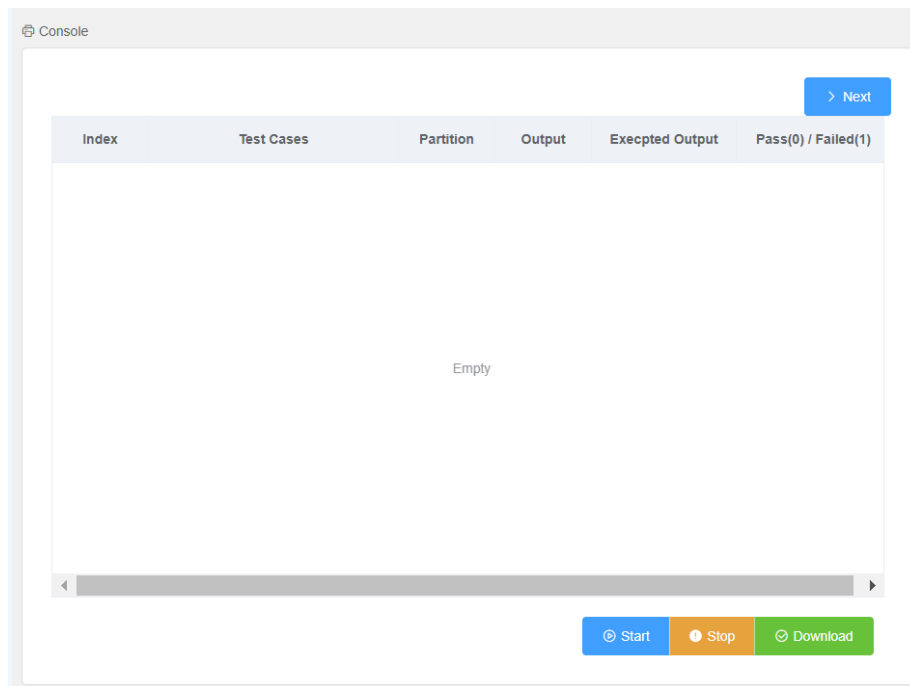 Console
Next
Index Test Cases Partition Output Execpted Output Pass(0) / Failed(1)
Empty
Start Stop Download